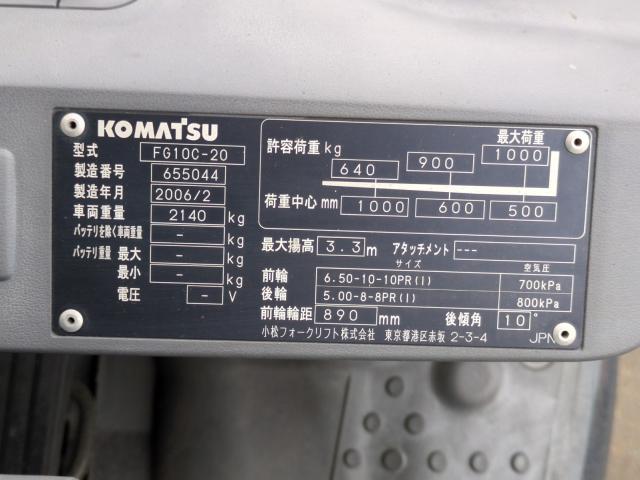 KOMATSU
型式 FG10C-20
製造番号 655044
製造年月 2006/2
車両重量 2140 kg
バッテリを除く車両重量 - kg
バッテリ重量 最大 - kg
最小 - kg
電圧 - V
最大荷重
許容荷重 kg 640 900 1000
荷重中心 mm 1000 600 500
最大揚高 3.3 m アタッチメント ---
サイズ 空気圧
前輪 6.50-10-10PR(I) 700kPa
後輪 5.00-8-8PR(I) 800kPa
前輪輪距 890 mm 後傾角 10°
小松フォークリフト株式会社 東京都港区赤坂 2-3-4 JPN